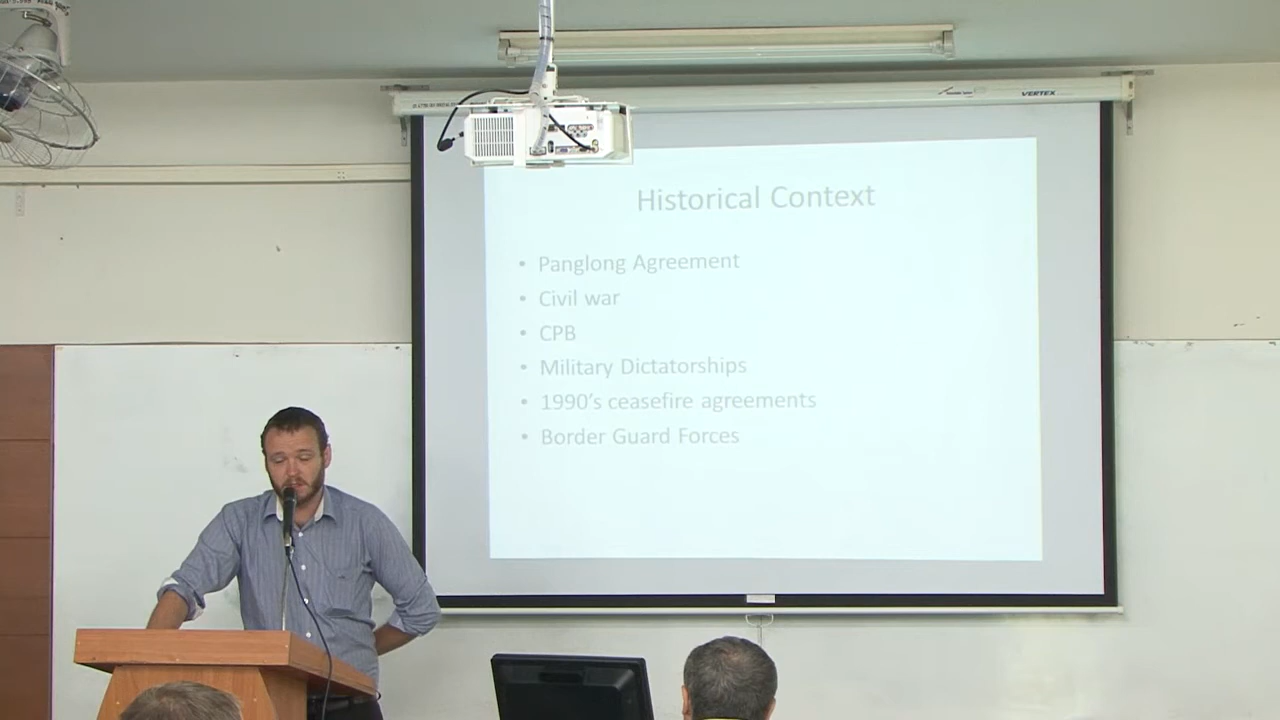 VERTEX
Historical Context
• Panglong Agreement
• Civil war
• CPB
• Military Dictatorships
• 1990's ceasefire agreements
• Border Guard Forces